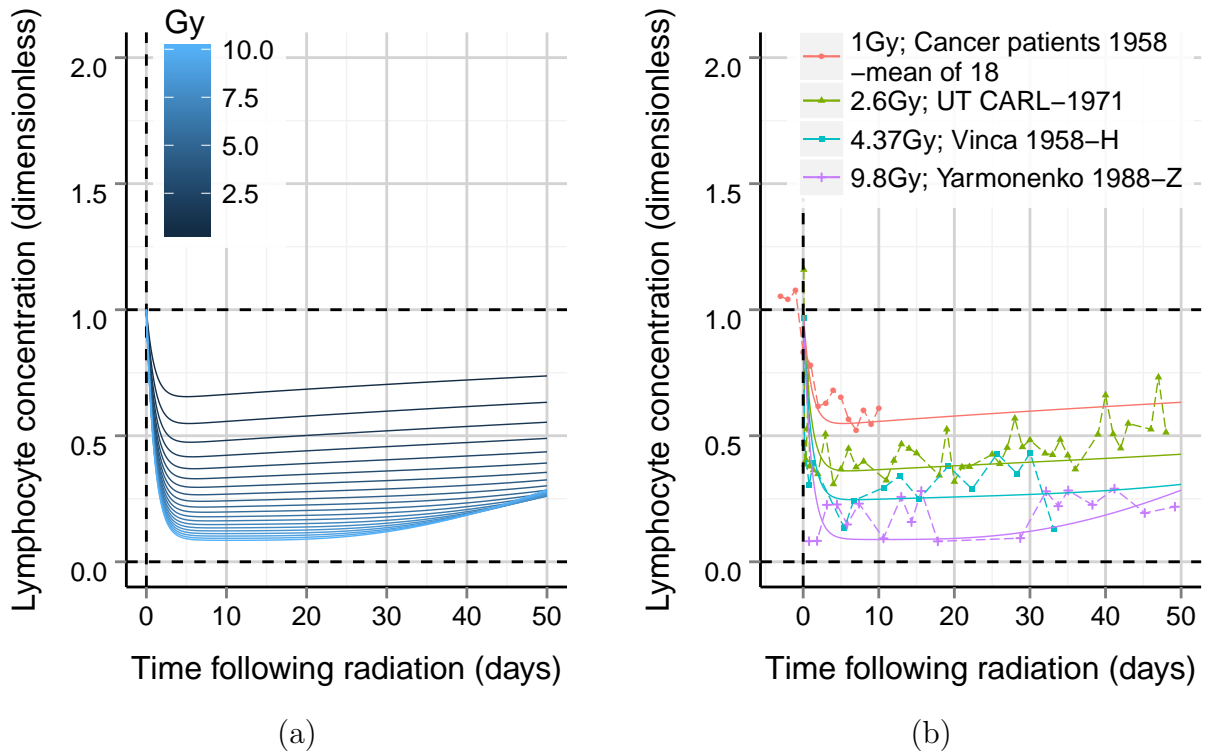 Gy
10.0
7.5
5.0
2.5
2.0
1.5
1.0
0.5
0.0
0 10 20 30 40 50
Lymphocyte concentration (dimensionless)
Time following radiation (days)
(a)
1Gy; Cancer patients 1958
−mean of 18
2.6Gy; UT CARL−1971
4.37Gy; Vinca 1958−H
9.8Gy; Yarmonenko 1988−Z
2.0
1.5
1.0
0.5
0.0
0 10 20 30 40 50
Lymphocyte concentration (dimensionless)
Time following radiation (days)
(b)